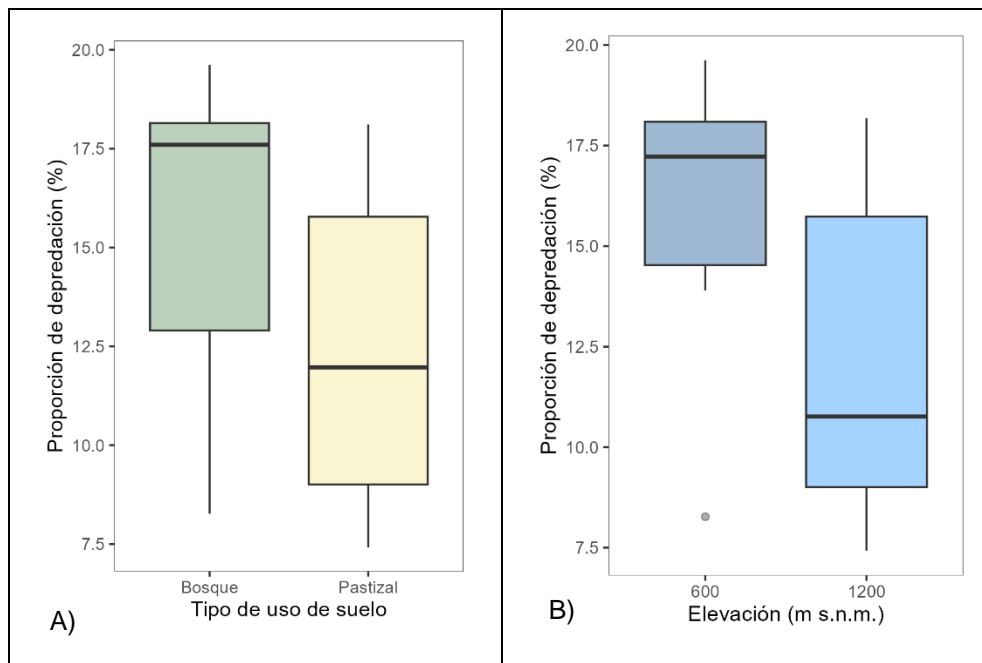 20.0
17.5
15.0
12.5
10.0
7.5
Proporción de depredación (%)
Bosque Pastizal
Tipo de uso de suelo
A)
20.0
17.5
15.0
12.5
10.0
7.5
Proporción de depredación (%)
600 1200
Elevación (m s.n.m.)
B)